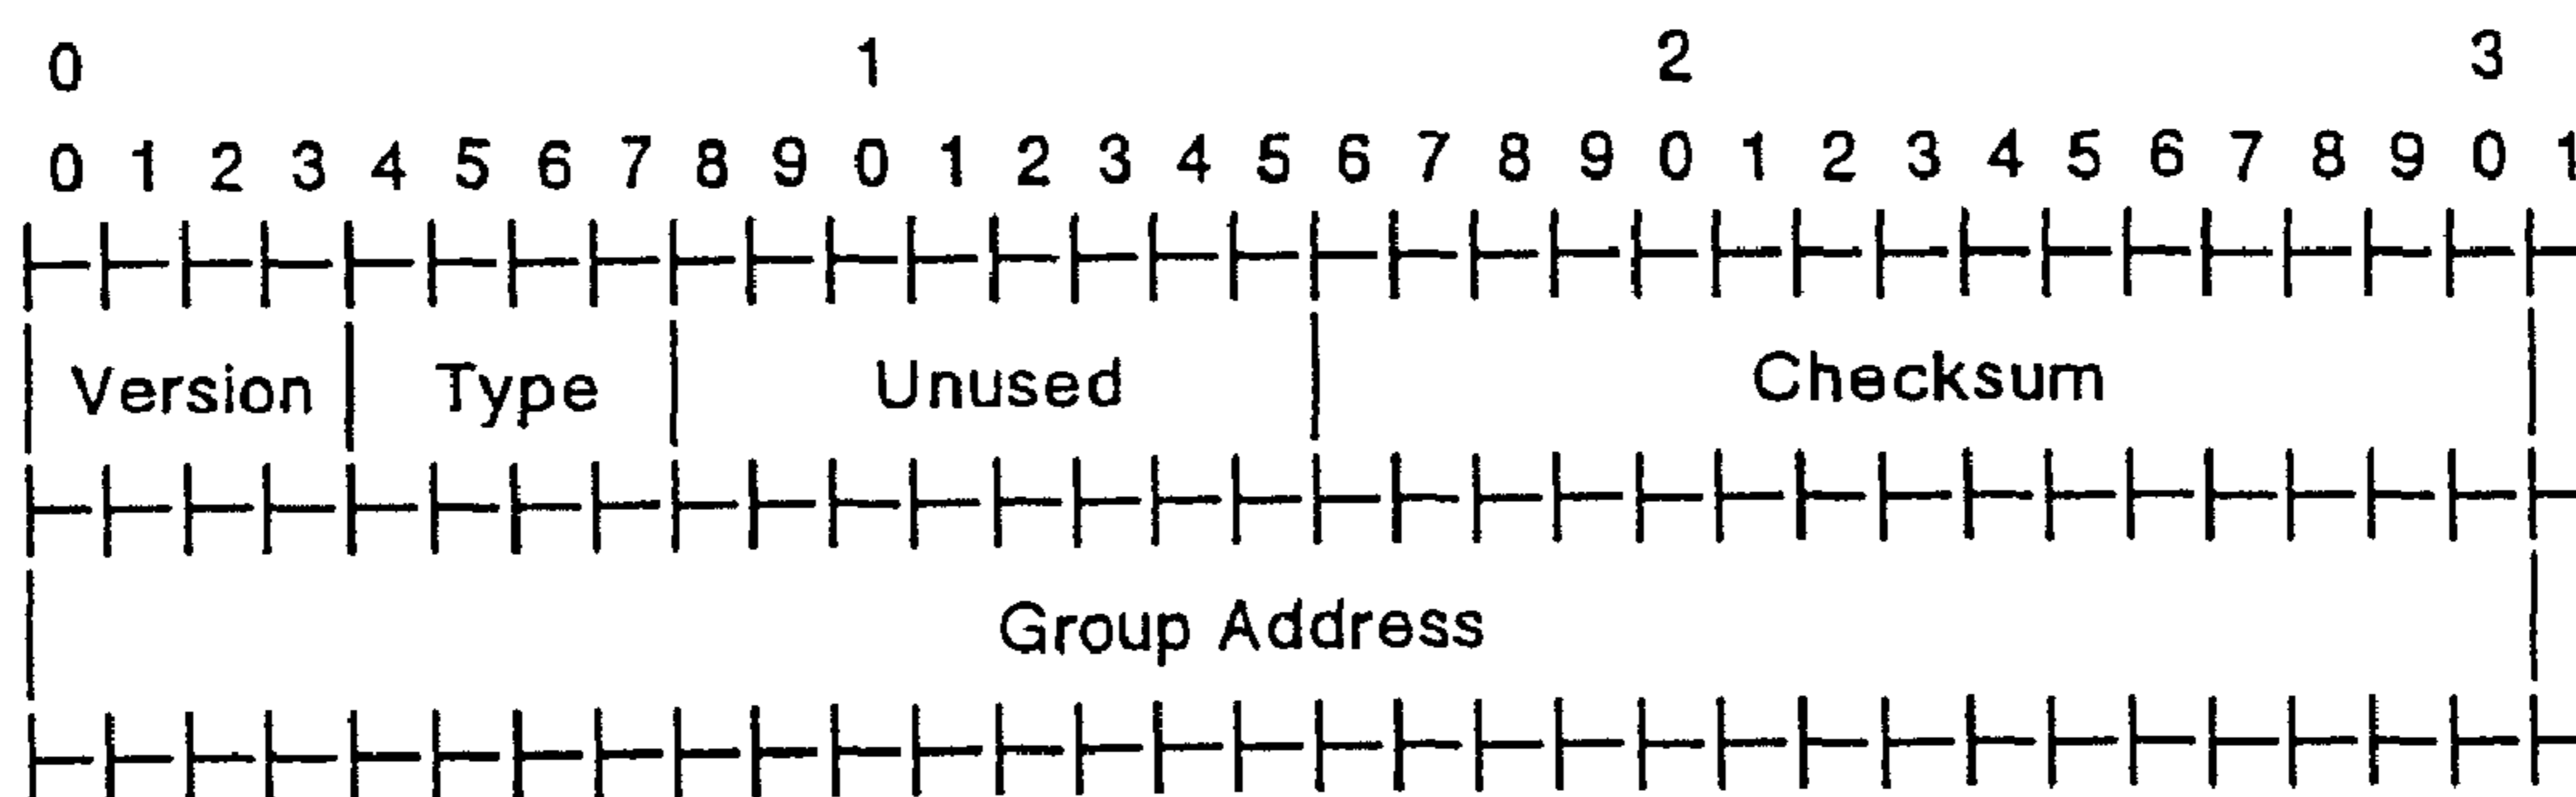 0 1 2 3
0 1 2 3 4 5 6 7 8 9 0 1 2 3 4 5 6 7 8 9 0 1 2 3 4 5 6 7 8 9 0 1
Version Type Unused Checksum
Group Address